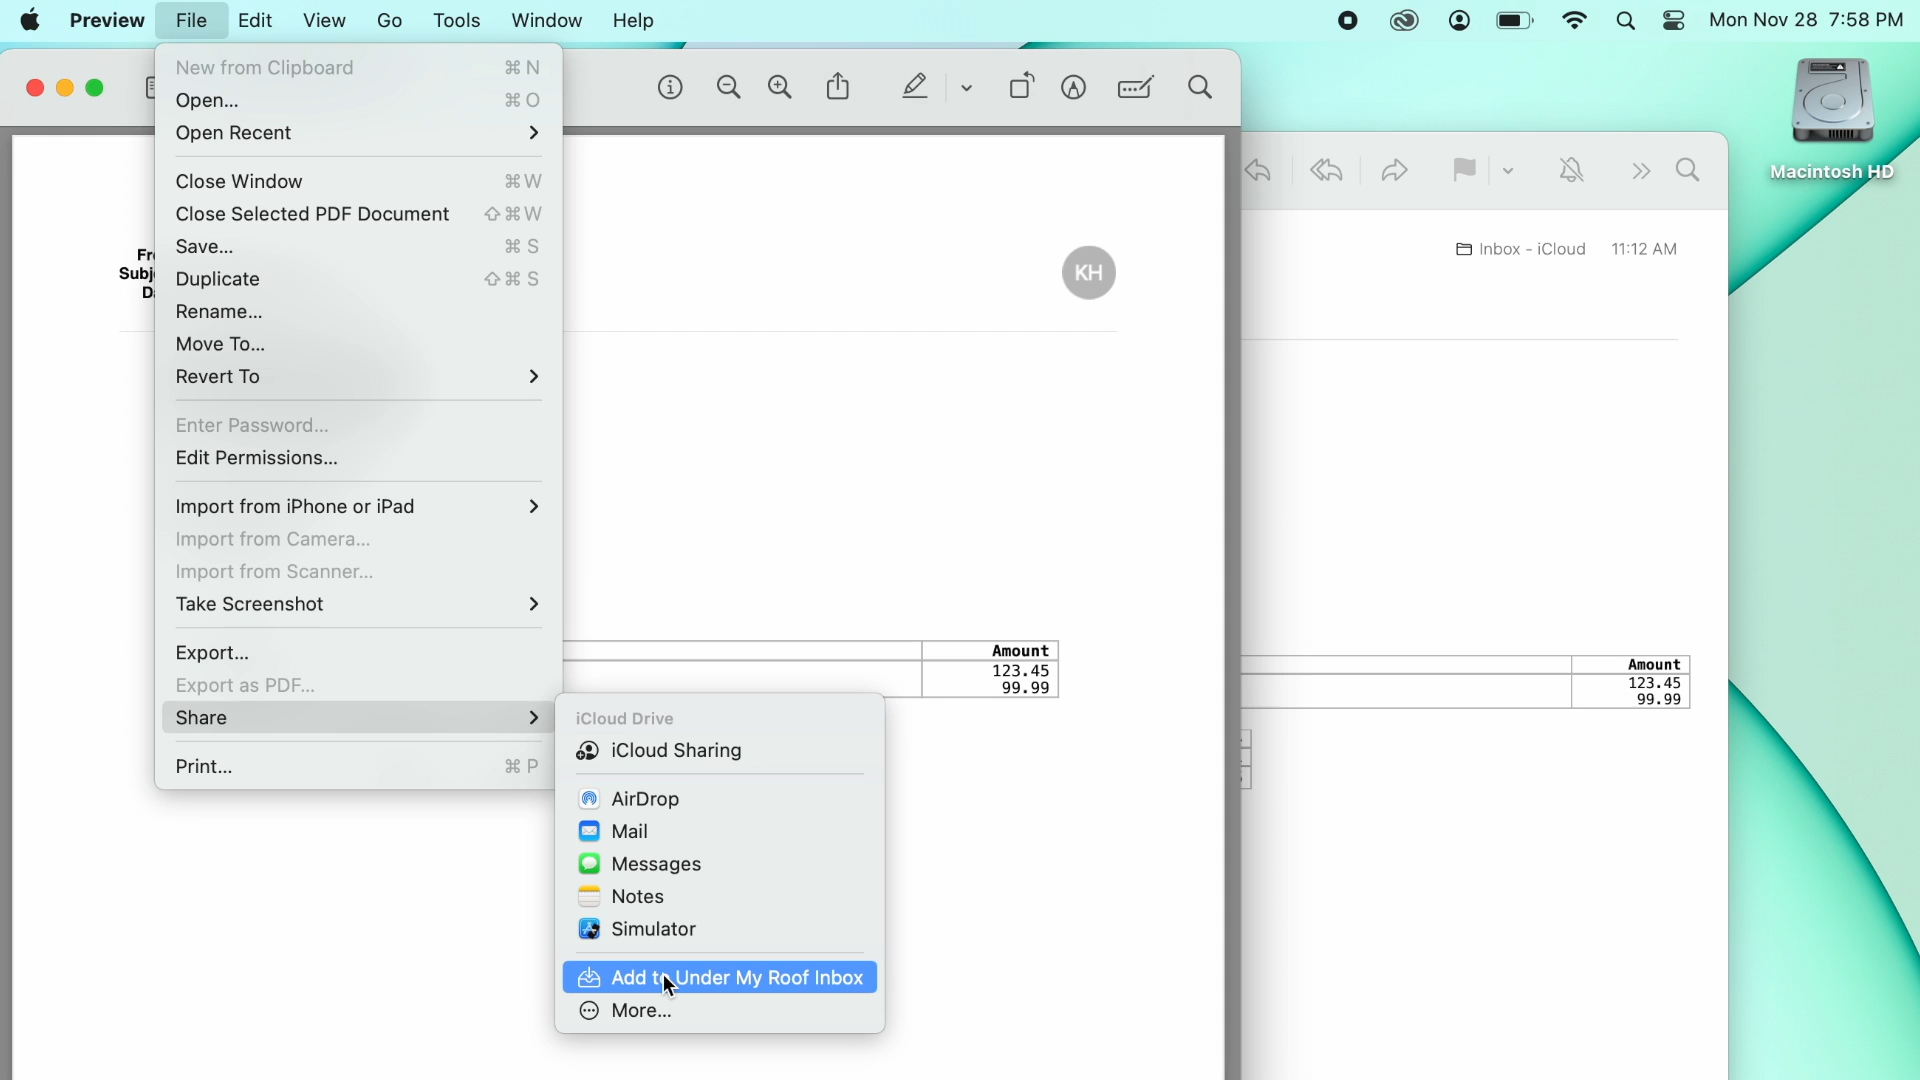 Preview File Edit View Go Tools Window Help Mon Nov 28 7:58 PM
New from Clipboard ⌘ N
Open... ⌘ O
Open Recent
Close Window ⌘ W
Close Selected PDF Document ⇧ ⌘ W
Save... ⌘ S
Duplicate ⇧ ⌘ S
Rename...
Move To...
Revert To
Enter Password...
Edit Permissions...
Import from iPhone or iPad
Import from Camera...
Import from Scanner...
Take Screenshot
Export...
Export as PDF...
Share
Print... ⌘ P
iCloud Drive
iCloud Sharing
AirDrop
Mail
Messages
Notes
Simulator
Add to Under My Roof Inbox
More...
KH
Amount
123.45
99.99
Inbox - iCloud 11:12 AM
Amount
123.45
99.99
Macintosh HD